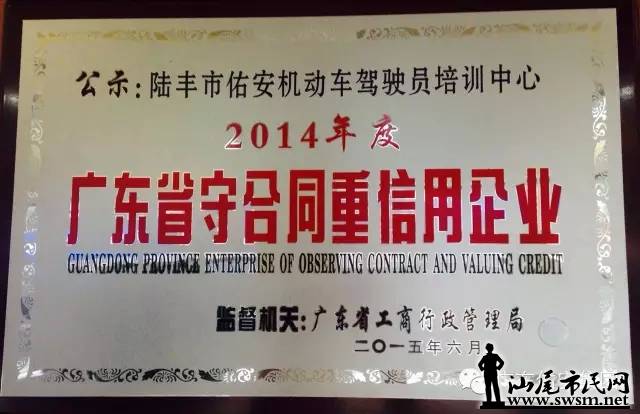 公示:陆丰市佑安机动车驾驶员培训中心
2014年度
广东省守合同重信用企业
GUANGDONG PROVINCE ENTERPRISE OF OBSERVING CONTRACT AND VALUING CREDIT
监督机关:广东省工商行政管理局
二〇一五年六月
汕尾市民网
www.swsm.net